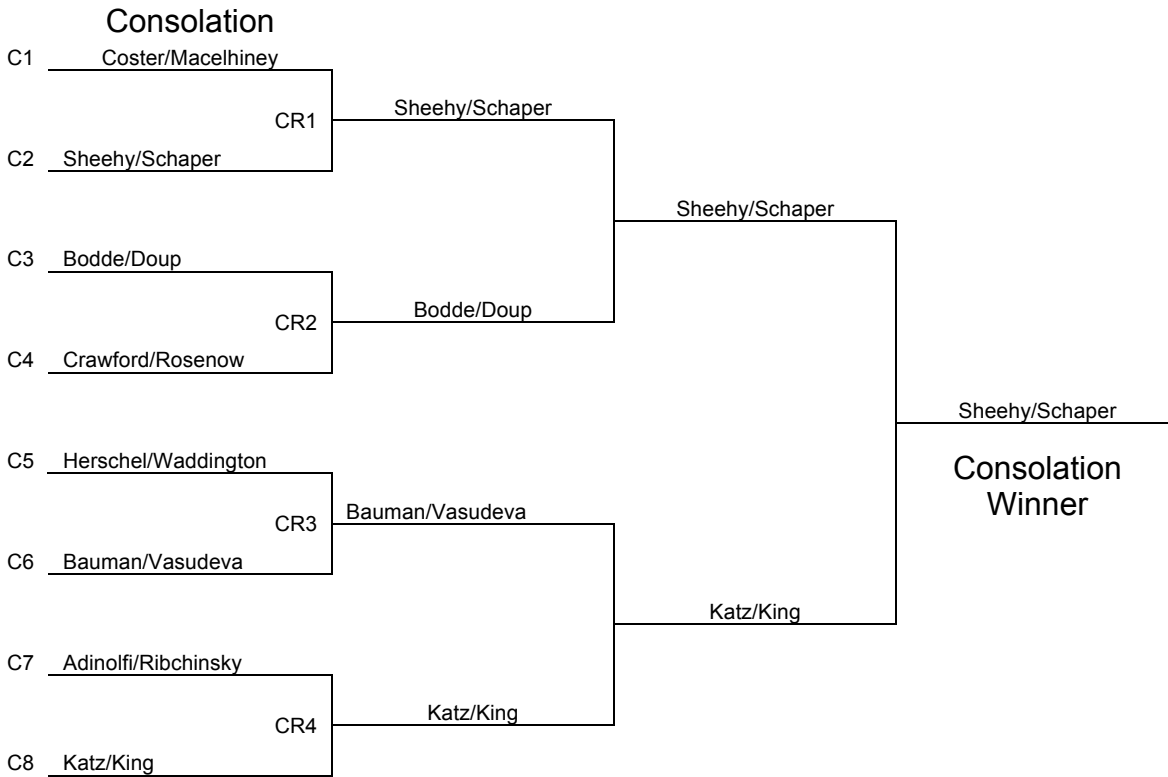 Consolation
C1 Coster/Macelhiney
Sheehy/Schaper
CR1
C2 Sheehy/Schaper
Sheehy/Schaper
C3 Bodde/Doup
Bodde/Doup
CR2
C4 Crawford/Rosenow
Sheehy/Schaper
C5 Herschel/Waddington
Consolation
Winner
Bauman/Vasudeva
CR3
C6 Bauman/Vasudeva
Katz/King
C7 Adinolfi/Ribchinsky
Katz/King
CR4
C8 Katz/King